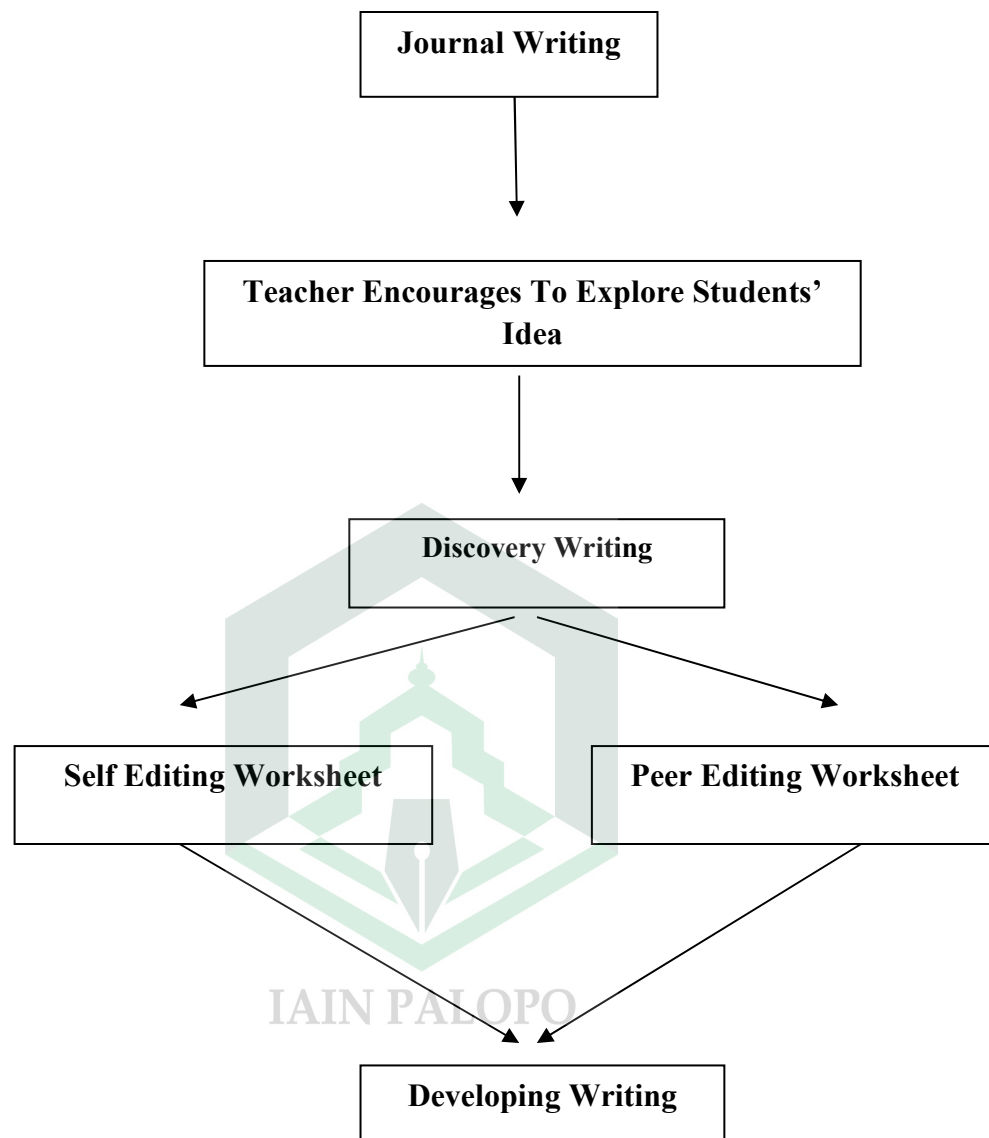 Journal Writing
Teacher Encourages To Explore Students’
Idea
Discovery Writing
Self Editing Worksheet
Peer Editing Worksheet
IAIN PALOPO
Developing Writing